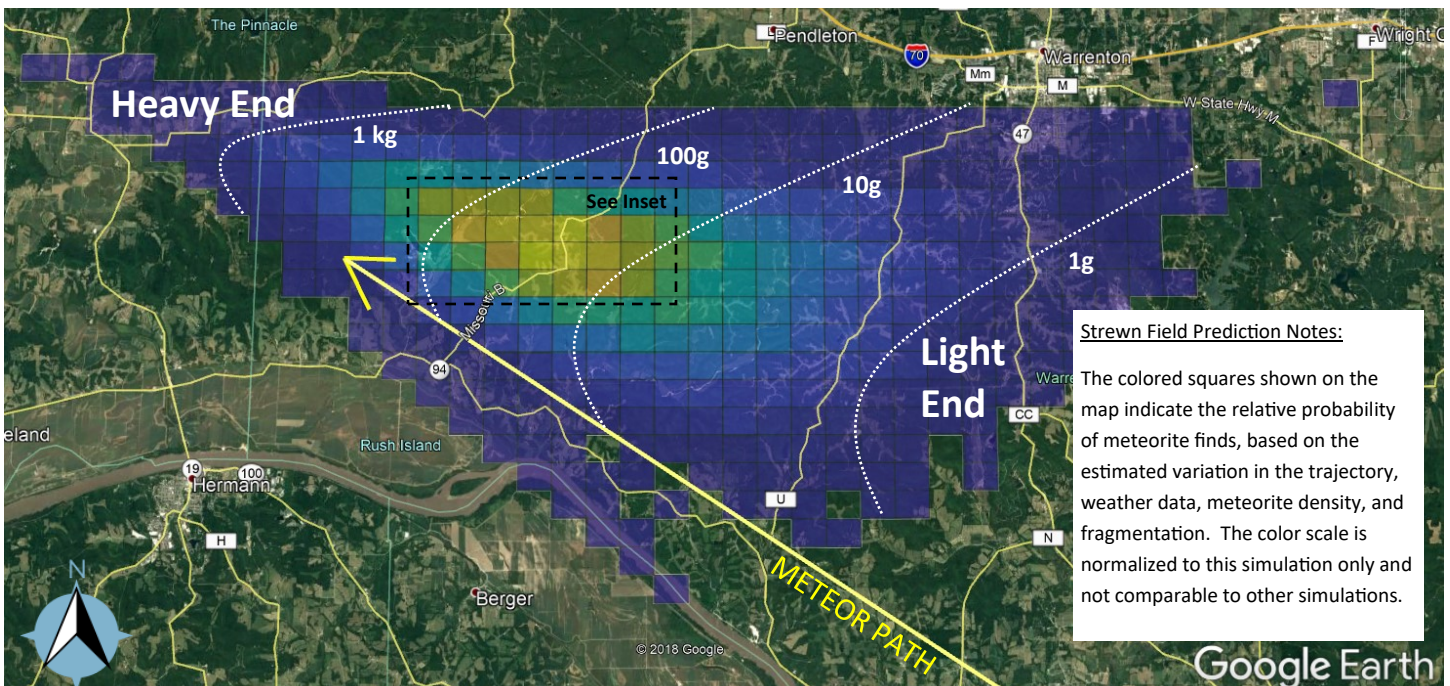 The Pinnacle
Pendleton
Wright C
F
70
Warrenton
Mm
M
W State Hwy M
Heavy End
1 kg
47
100g
10g
See Inset
1g
Missouri B
Strewn Field Prediction Notes:
The colored squares shown on the
map indicate the relative probability
of meteorite finds, based on the
estimated variation in the trajectory,
weather data, meteorite density, and
fragmentation. The color scale is
normalized to this simulation only and
not comparable to other simulations.
Light
End
94
Warre
CC
eland
Rush Island
19
100
Hermann
U
H
N
METEOR PATH
N
Berger
© 2018 Google
Google Earth